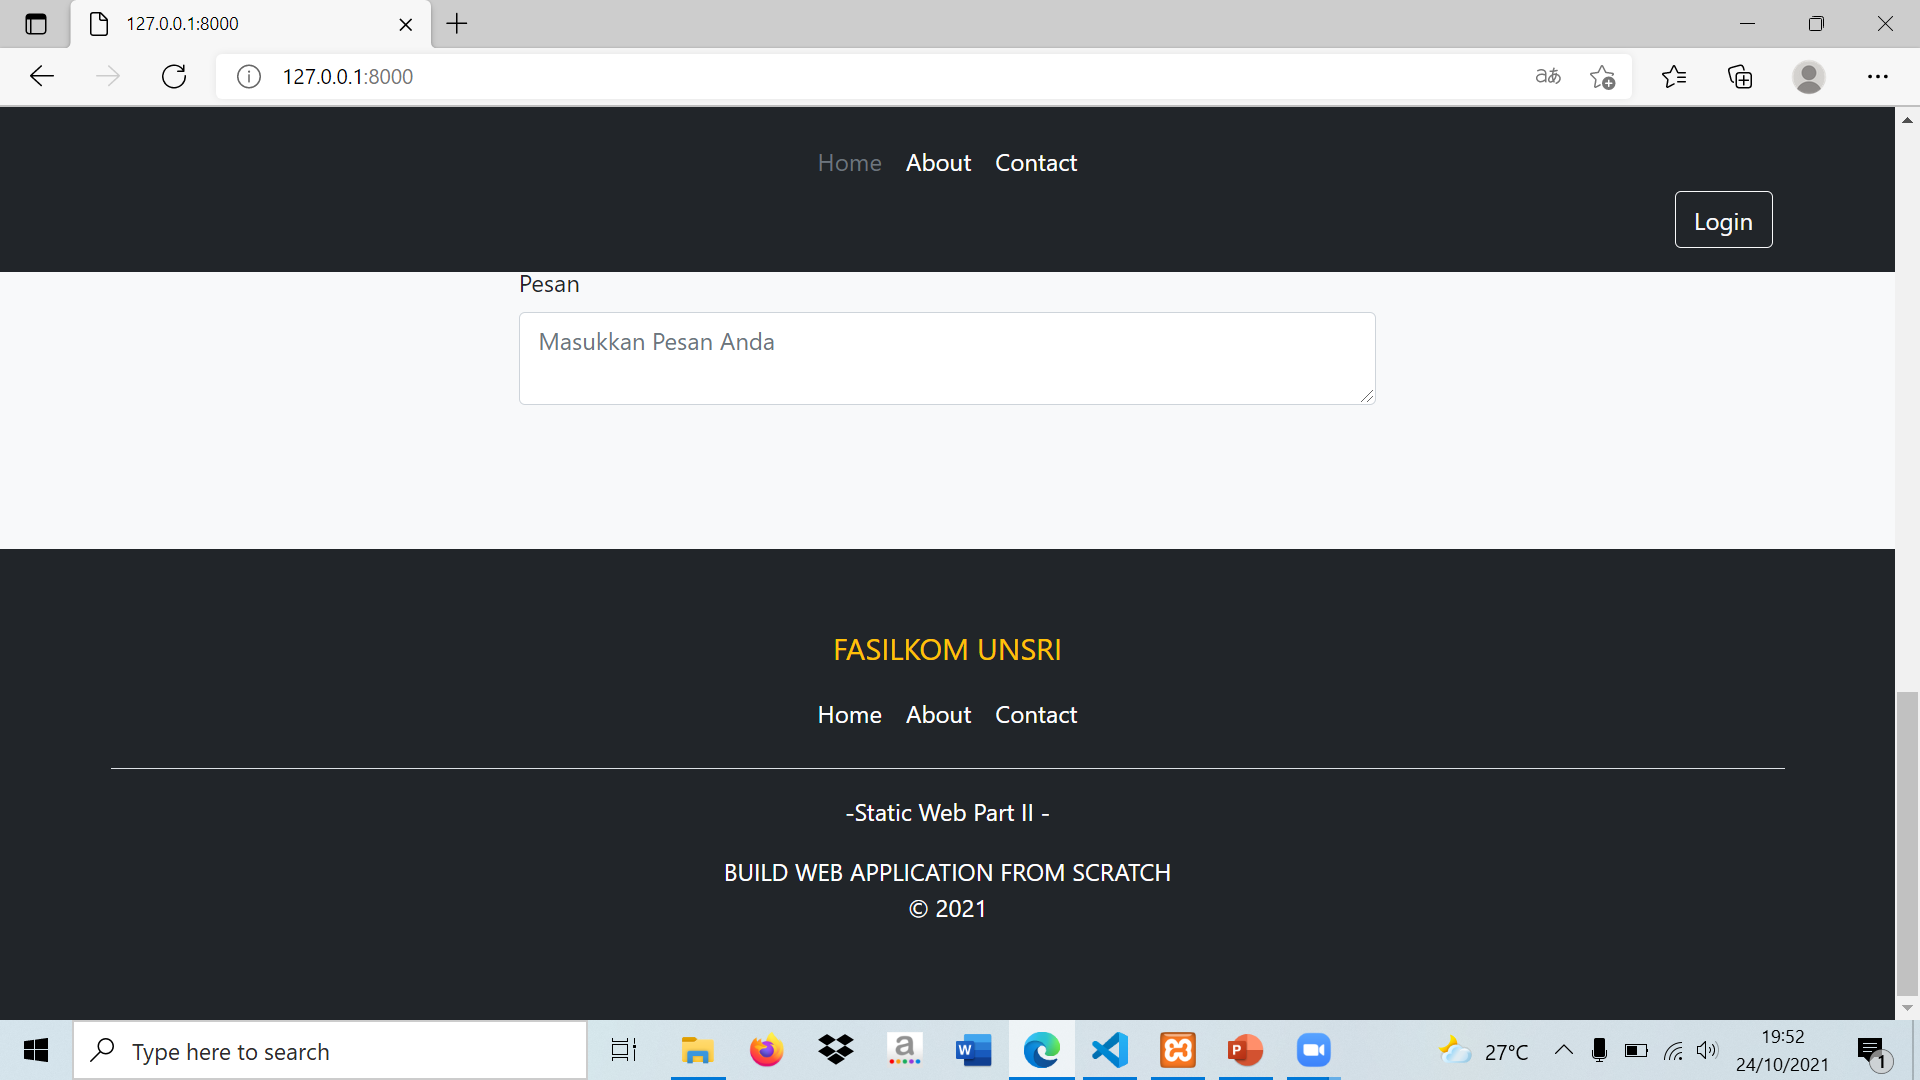 127.0.0.1:8000
127.0.0.1:8000
aあ
Home About Contact
Login
Pesan
Masukkan Pesan Anda
FASILKOM UNSRI
Home About Contact
-Static Web Part II -
BUILD WEB APPLICATION FROM SCRATCH
© 2021
Type here to search
a
W
P
27°C
19:52
24/10/2021
1